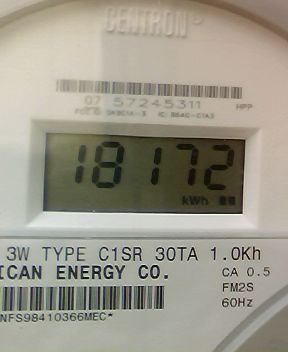 CENTRON
07 57245311 HPP
18172
kWh
3W TYPE C1SR 30TA 1.0Kh
ICAN ENERGY CO. CA 0.5
FM2S
NFS98410366MEC* 60Hz